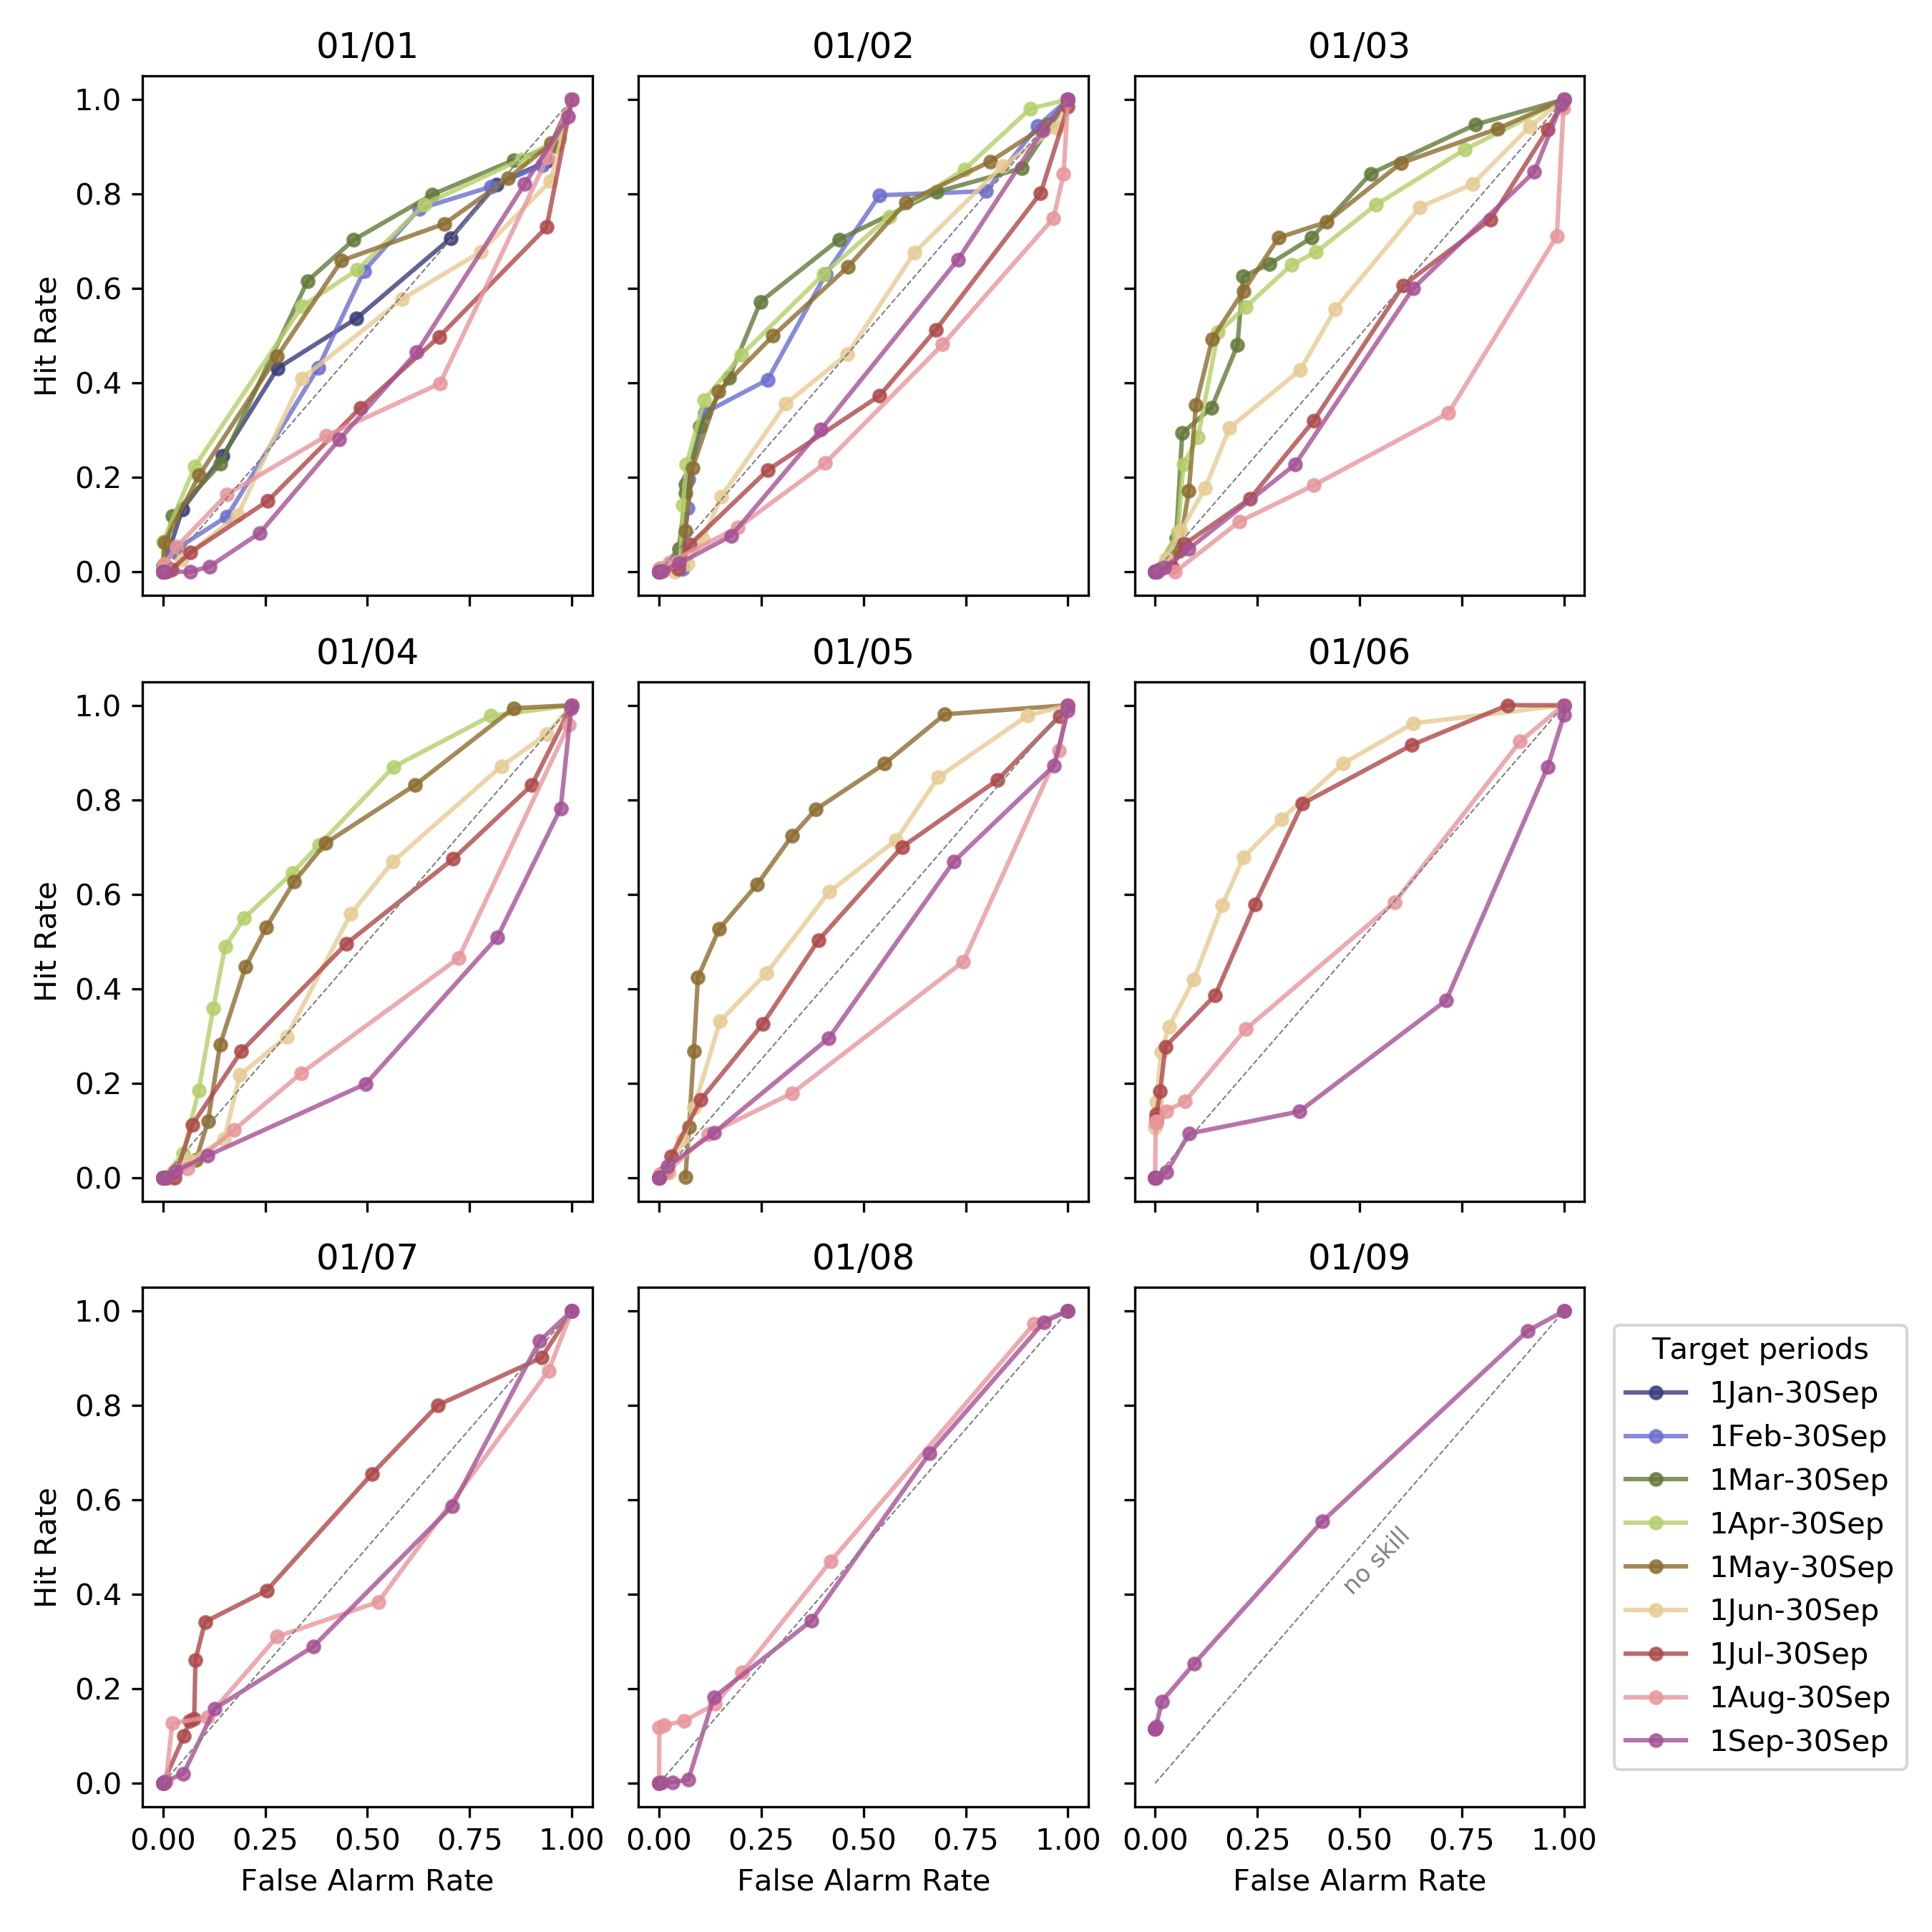 01/01
01/02
01/03
1.0
0.8
0.6
0.4
0.2
0.0
Hit Rate
01/04
01/05
01/06
1.0
0.8
0.6
0.4
0.2
0.0
Hit Rate
01/07
01/08
01/09
1.0
0.8
0.6
0.4
0.2
0.0
Hit Rate
no skill
0.00 0.25 0.50 0.75 1.00
0.00 0.25 0.50 0.75 1.00
0.00 0.25 0.50 0.75 1.00
False Alarm Rate
False Alarm Rate
False Alarm Rate
Target periods
1Jan-30Sep
1Feb-30Sep
1Mar-30Sep
1Apr-30Sep
1May-30Sep
1Jun-30Sep
1Jul-30Sep
1Aug-30Sep
1Sep-30Sep